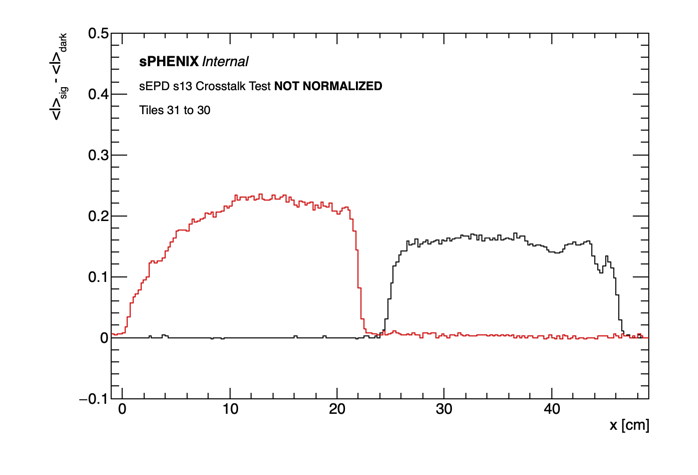 <I>sig - <I>dark
0.5
0.4
0.3
0.2
0.1
0
−0.1
sPHENIX Internal
sEPD s13 Crosstalk Test NOT NORMALIZED
Tiles 31 to 30
0 10 20 30 40
x [cm]